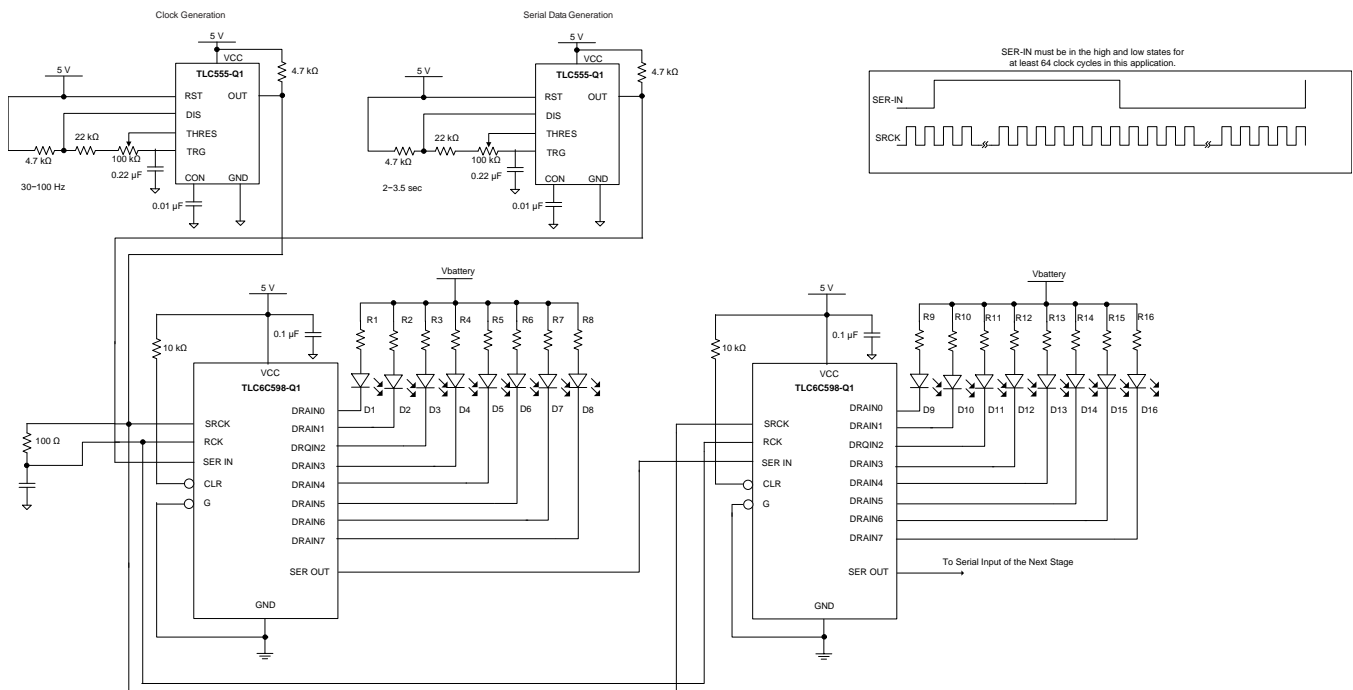 Clock Generation
Serial Data Generation
5 V
VCC
TLC555-Q1
4.7 kΩ
5 V
RST
OUT
DIS
THRES
TRG
22 kΩ
4.7 kΩ
100 kΩ
0.22 µF
30−100 Hz
CON
GND
0.01 µF
5 V
VCC
TLC555-Q1
4.7 kΩ
5 V
RST
OUT
DIS
THRES
TRG
22 kΩ
4.7 kΩ
100 kΩ
0.22 µF
2−3.5 sec
CON
GND
0.01 µF
SER-IN must be in the high and low states for
at least 64 clock cycles in this application.
SER-IN
SRCK
5 V
Vbattery
0.1 µF
10 kΩ
R1 R2 R3 R4 R5 R6 R7 R8
VCC
TLC6C598-Q1
D1 D2 D3 D4 D5 D6 D7 D8
DRAIN0
DRAIN1
DRQIN2
DRAIN3
DRAIN4
DRAIN5
DRAIN6
DRAIN7
SER OUT
SRCK
RCK
SER IN
CLR
G
GND
100 Ω
5 V
Vbattery
0.1 µF
10 kΩ
R9 R10 R11 R12 R13 R14 R15 R16
VCC
TLC6C598-Q1
D9 D10 D11 D12 D13 D14 D15 D16
DRAIN0
DRAIN1
DRQIN2
DRAIN3
DRAIN4
DRAIN5
DRAIN6
DRAIN7
SER OUT
SRCK
RCK
SER IN
CLR
G
GND
To Serial Input of the Next Stage